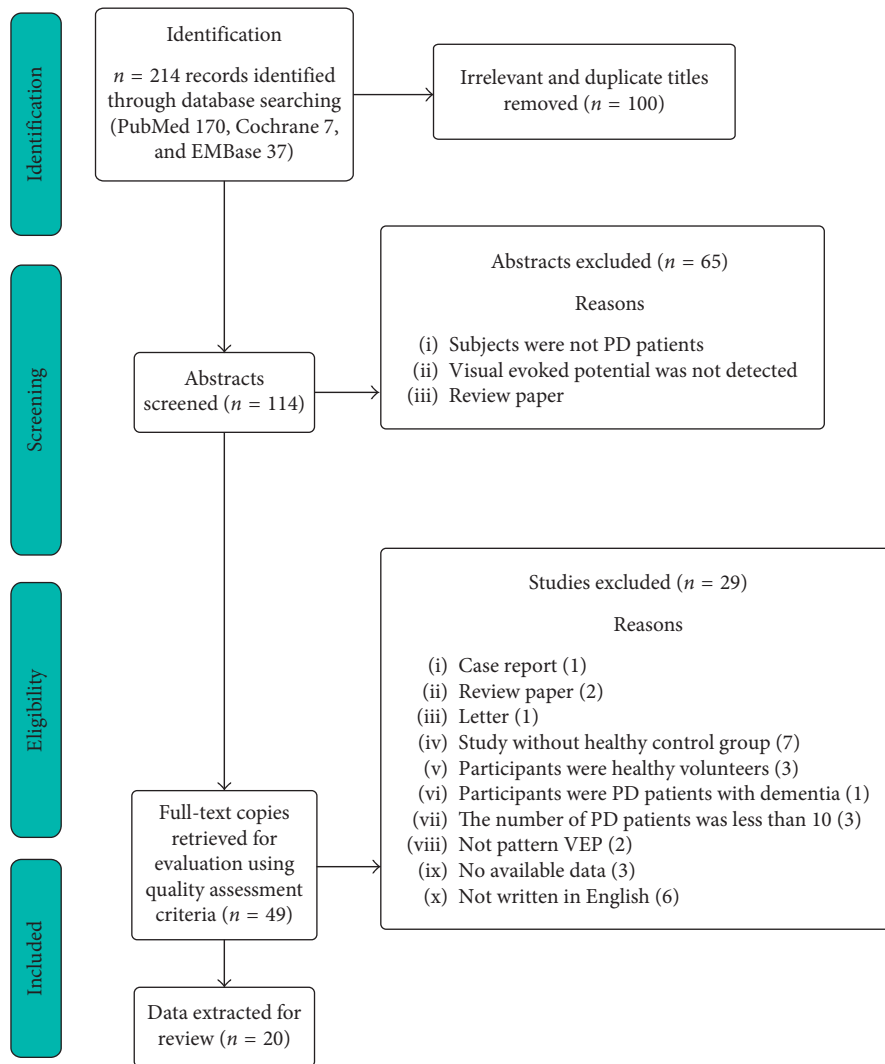 Identification
Identification
n = 214 records identified
through database searching
(PubMed 170, Cochrane 7,
and EMBase 37)
Irrelevant and duplicate titles
removed (n = 100)
Screening
Abstracts
screened (n = 114)
Abstracts excluded (n = 65)
Reasons
(i) Subjects were not PD patients
(ii) Visual evoked potential was not detected
(iii) Review paper
Eligibility
Full-text copies
retrieved for
evaluation using
quality assessment
criteria (n = 49)
Studies excluded (n = 29)
Reasons
(i) Case report (1)
(ii) Review paper (2)
(iii) Letter (1)
(iv) Study without healthy control group (7)
(v) Participants were healthy volunteers (3)
(vi) Participants were PD patients with dementia (1)
(vii) The number of PD patients was less than 10 (3)
(viii) Not pattern VEP (2)
(ix) No available data (3)
(x) Not written in English (6)
Included
Data extracted for
review (n = 20)